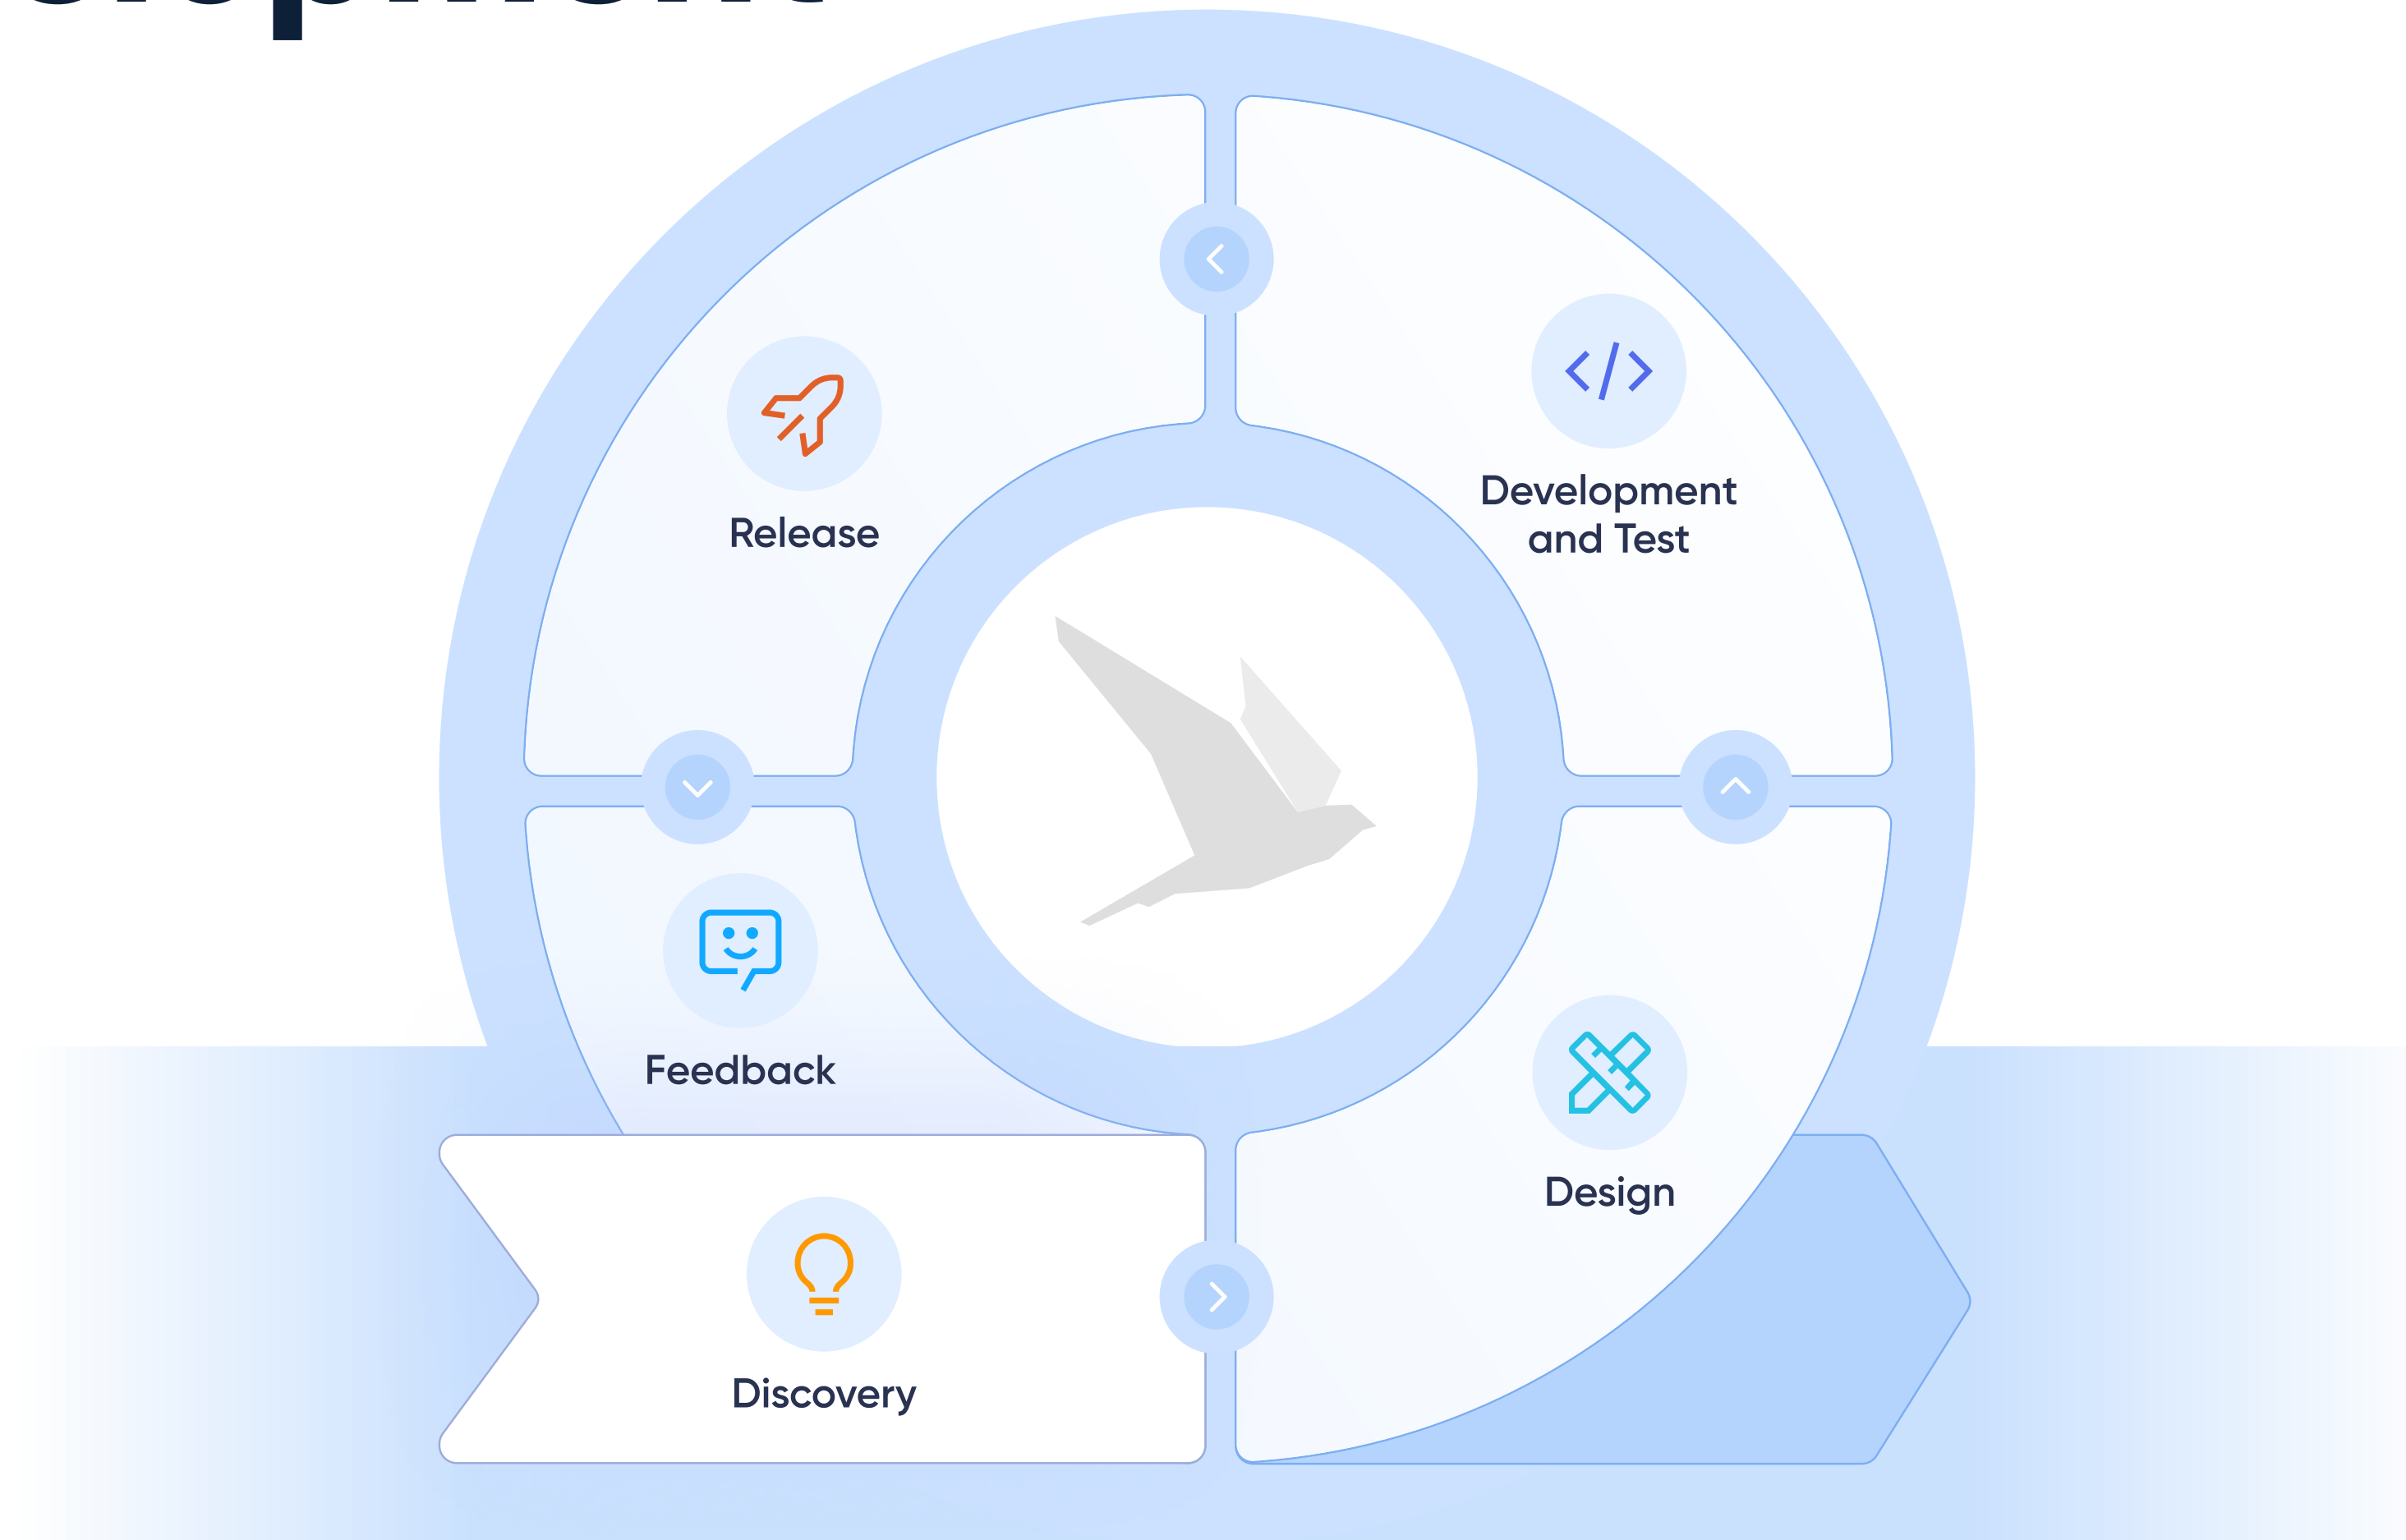 Development
and Test
Release
Feedback
Design
Discovery